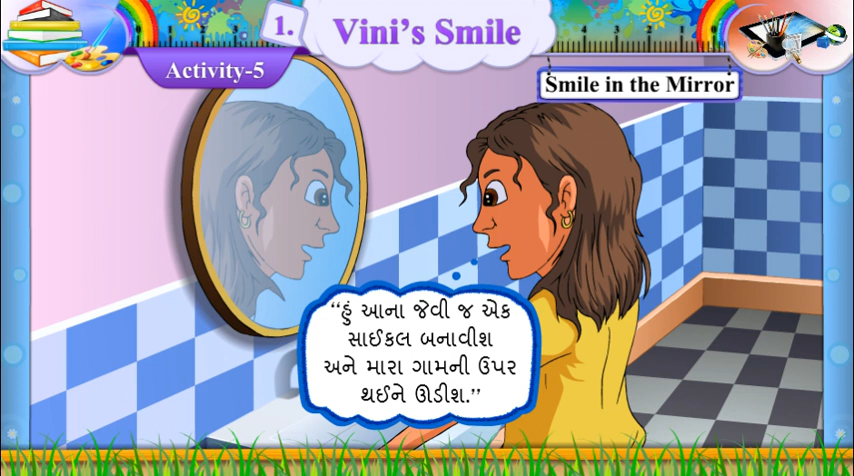 1.
Vini's Smile
Activity-5
Smile in the Mirror
“હું આના જેવી જ એક
સાઈકલ બનાવીશ
અને મારા ગામની ઉપર
થઈને ઊડીશ.”